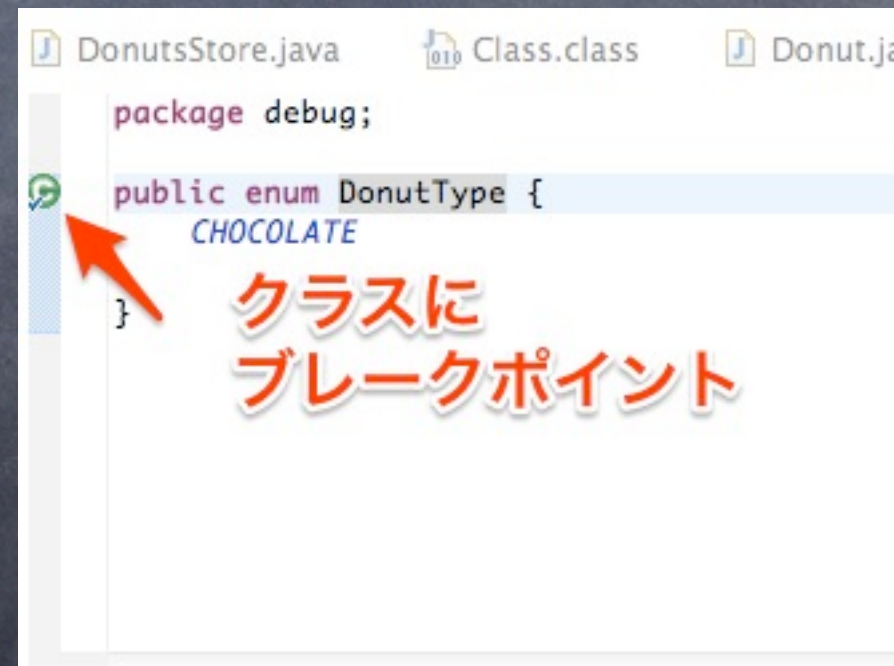 DonutsStore.java Class.class Donut.ja
package debug;
public enum DonutType {
CHOCOLATE
}
クラスに
ブレークポイント